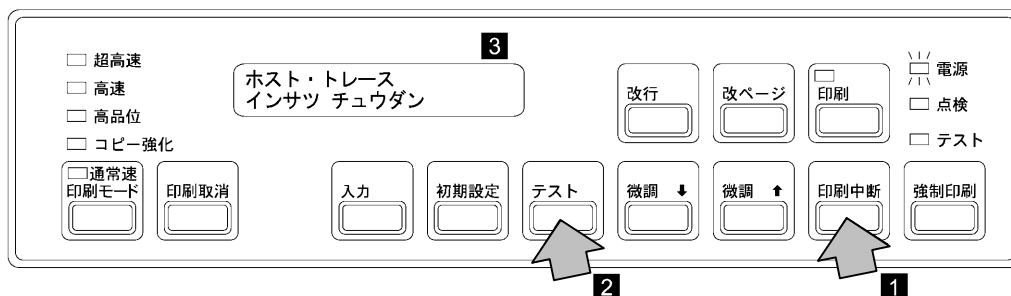 3
超高速
高速
高品位
コピー強化
ホスト・トレース
インサツ チュウダン
改行
改ページ
印刷
電源
点検
テスト
通常速
印刷モード
印刷取消
入力
初期設定
テスト
微調 ⬇
微調 ⬆
印刷中断
強制印刷
2
1